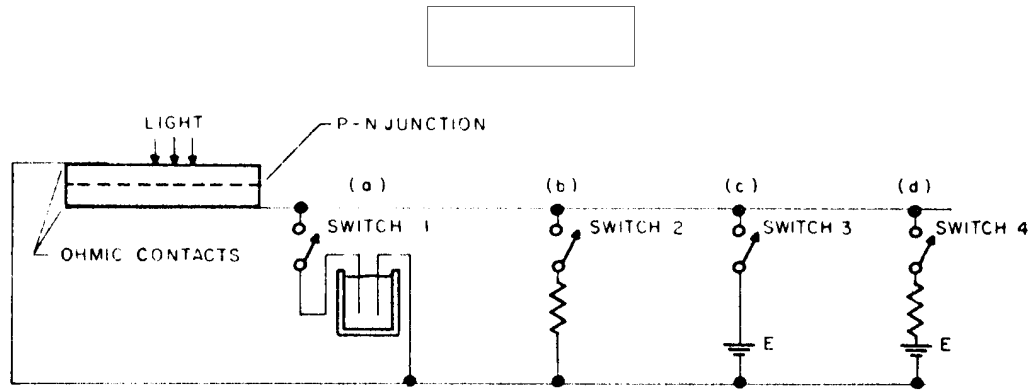 LIGHT
P-N JUNCTION
(a)
(b)
(c)
(d)
SWITCH 1
SWITCH 2
SWITCH 3
SWITCH 4
OHMIC CONTACTS
E
E